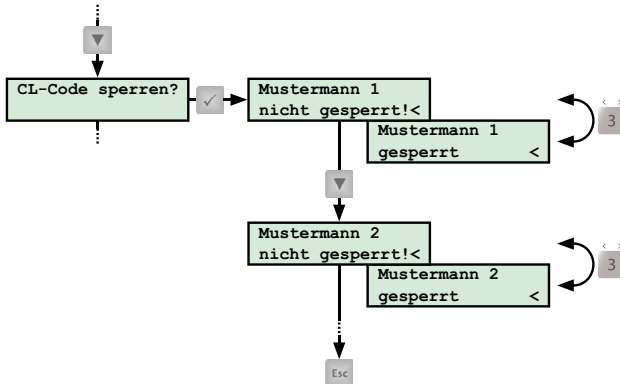 CL-Code sperren?
Mustermann 1
nicht gesperrt!<
Mustermann 1
gesperrt <
< >
3
Mustermann 2
nicht gesperrt!<
Mustermann 2
gesperrt <
< >
3
Esc